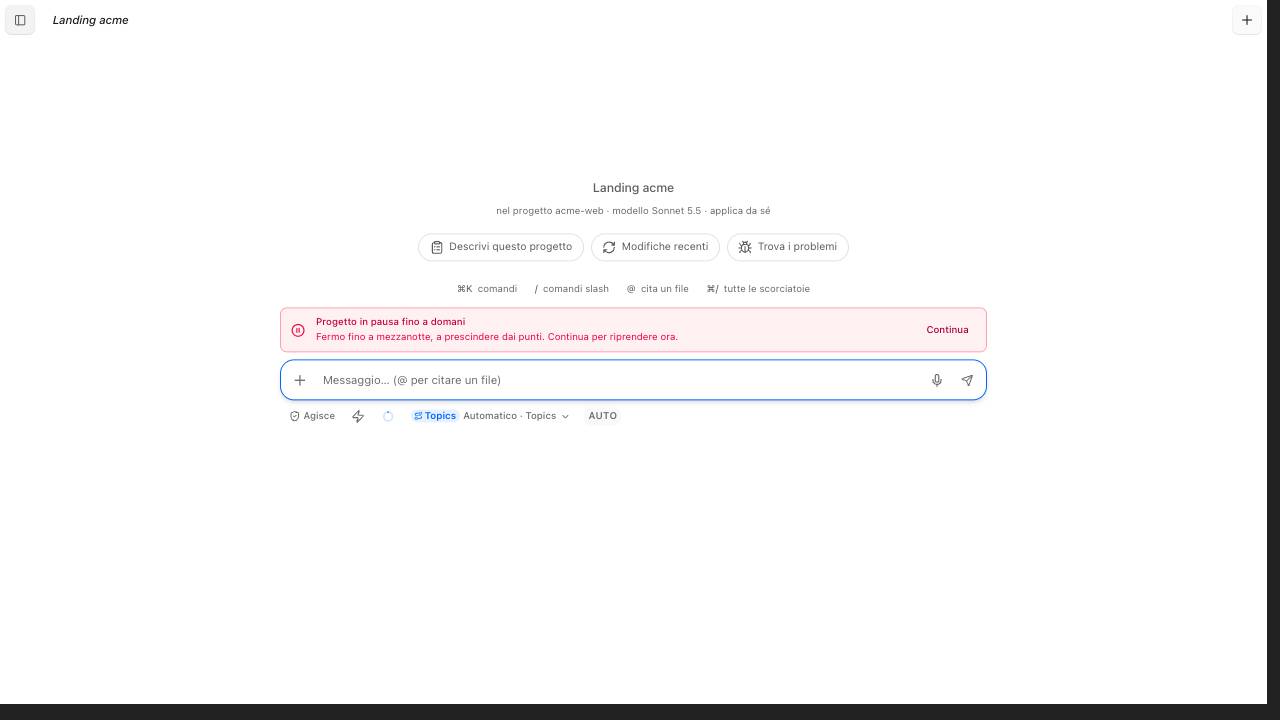 Landing acme
Landing acme
nel progetto acme-web · modello Sonnet 5.5 · applica da sé
Descrivi questo progetto
Modifiche recenti
Trova i problemi
⌘K comandi / comandi slash @ cita un file ⌘/ tutte le scorciatoie
Progetto in pausa fino a domani
Fermo fino a mezzanotte, a prescindere dai punti. Continua per riprendere ora.
Continua
Messaggio… (@ per citare un file)
Agisce
Topics Automatico · Topics
AUTO